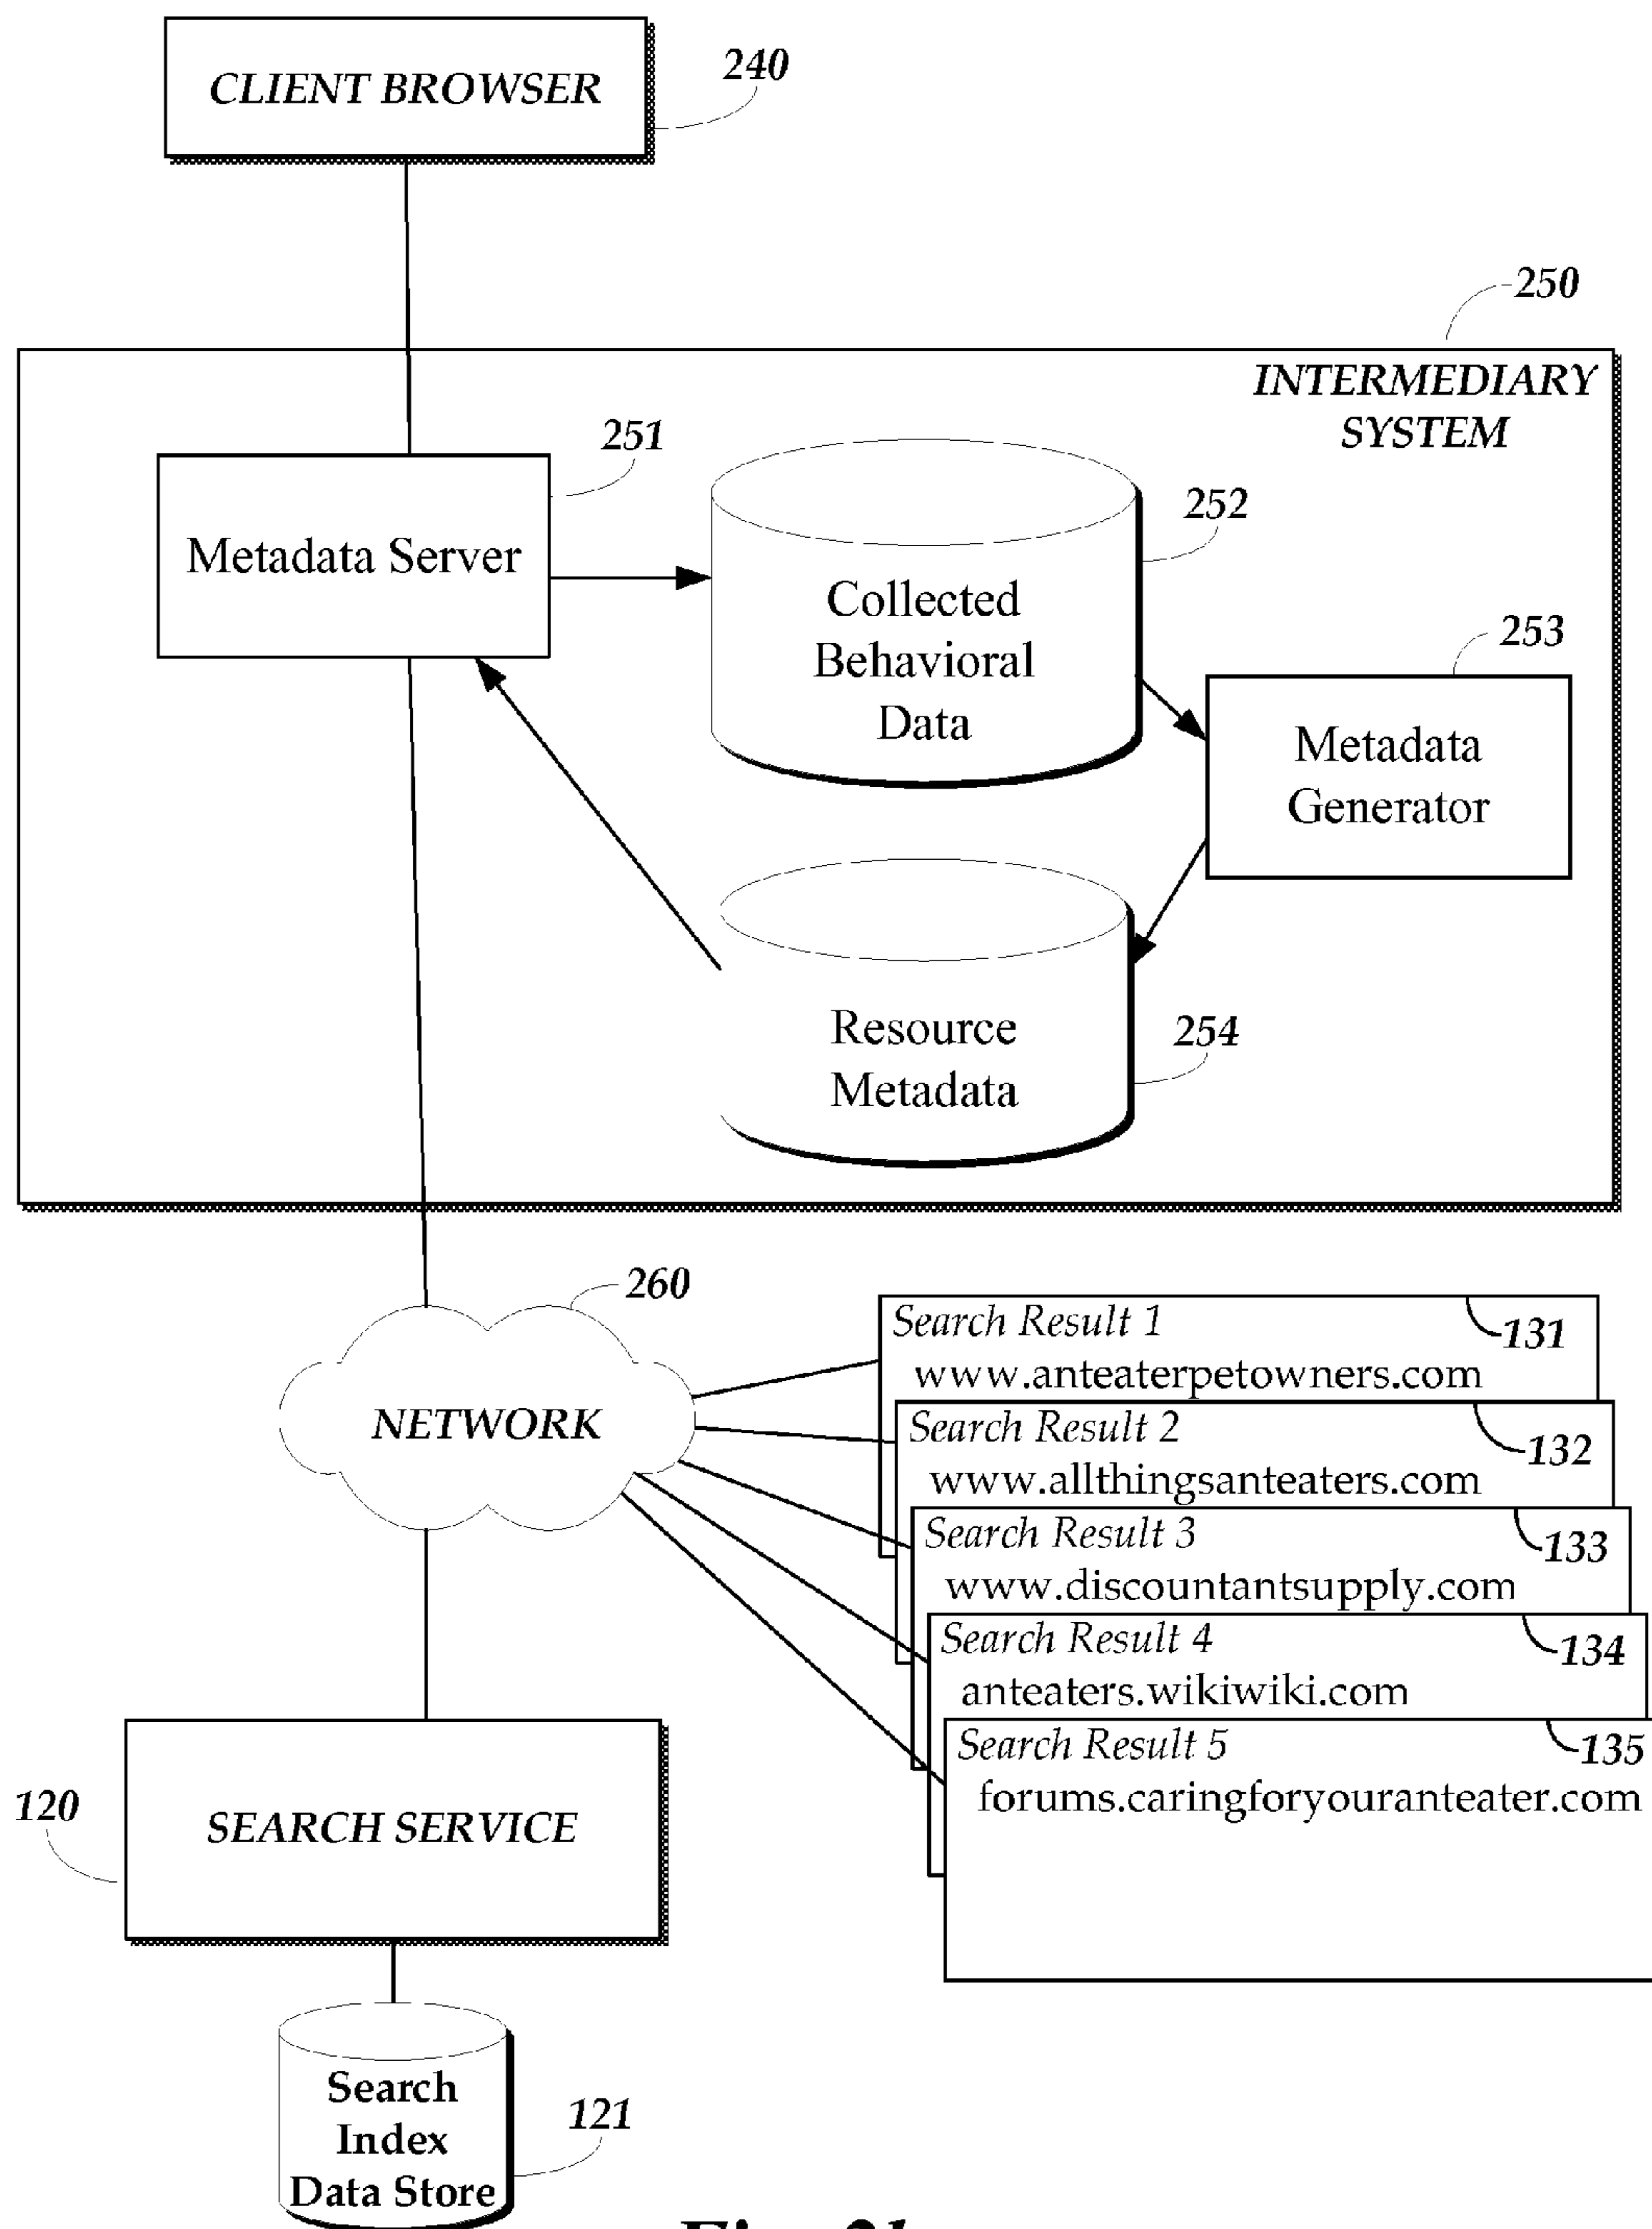 CLIENT BROWSER
240
250
INTERMEDIARY
SYSTEM
251
Metadata Server
252
Collected
Behavioral
Data
253
Metadata
Generator
Resource
Metadata
254
260
NETWORK
Search Result 1
131
www.anteaterpetowners.com
Search Result 2
132
www.allthingsanteaters.com
Search Result 3
133
www.discountantsupply.com
Search Result 4
134
anteaters.wikiwiki.com
Search Result 5
135
forums.caringforyouranteater.com
120
SEARCH SERVICE
Search
Index
Data Store
121